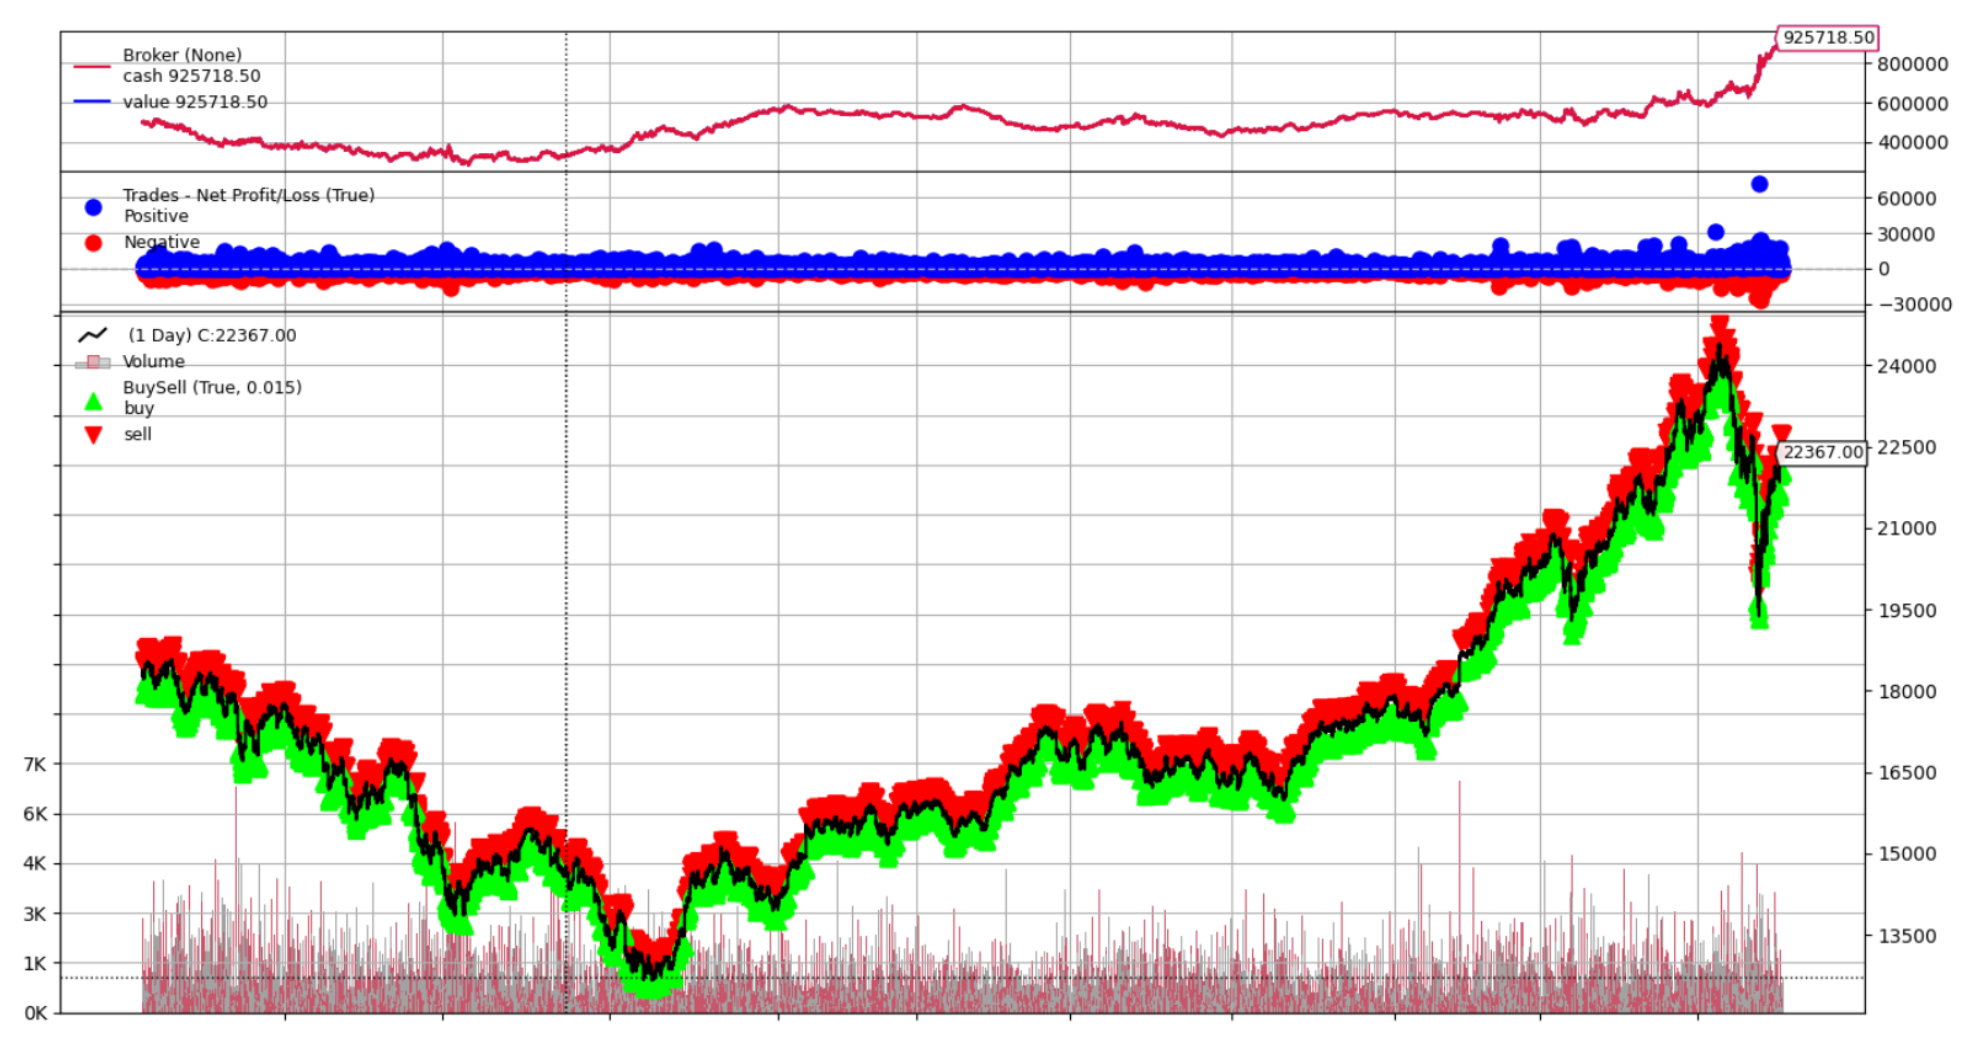 925718.50
Broker (None)
cash 925718.50
value 925718.50
800000
600000
400000
Trades - Net Profit/Loss (True)
Positive
Negative
60000
30000
0
−30000
(1 Day) C:22367.00
Volume
BuySell (True, 0.015)
buy
sell
24000
22500
22367.00
21000
19500
18000
16500
15000
13500
7K
6K
4K
3K
1K
0K